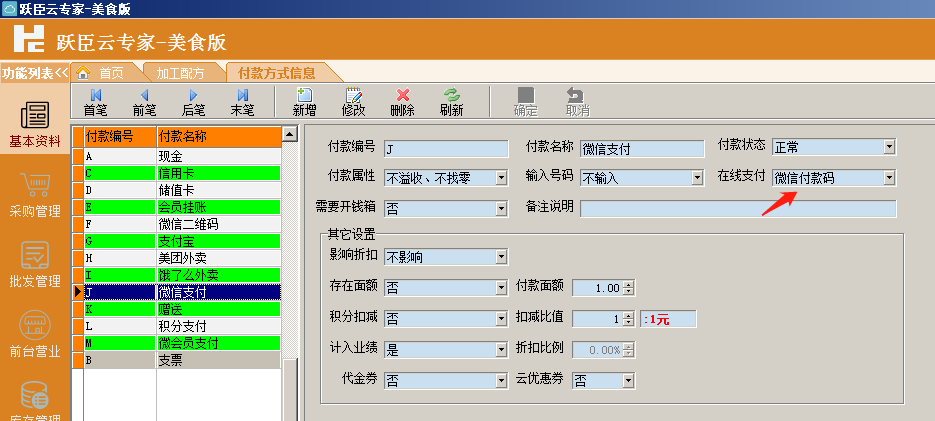 跃臣云专家-美食版
跃臣云专家-美食版
功能列表<< 首页 加工配方 付款方式信息
首笔 前笔 后笔 末笔 新增 修改 删除 刷新 确定 取消
基本资料
采购管理
批发管理
前台营业
库存管理
付款编号 付款名称
A 现金
C 信用卡
D 储值卡
E 会员挂账
F 微信二维码
G 支付宝
H 美团外卖
I 饿了么外卖
J 微信支付
K 赠送
L 积分支付
M 微会员支付
B 支票
付款编号 J 付款名称 微信支付 付款状态 正常
付款属性 不溢收、不找零 输入号码 不输入 在线支付 微信付款码
需要开钱箱 否 备注说明
其它设置
影响折扣 不影响
存在面额 否 付款面额 1.00
积分扣减 否 扣减比值 1 :1元
计入业绩 是 折扣比例 0.00%
代金券 否 云优惠券 否